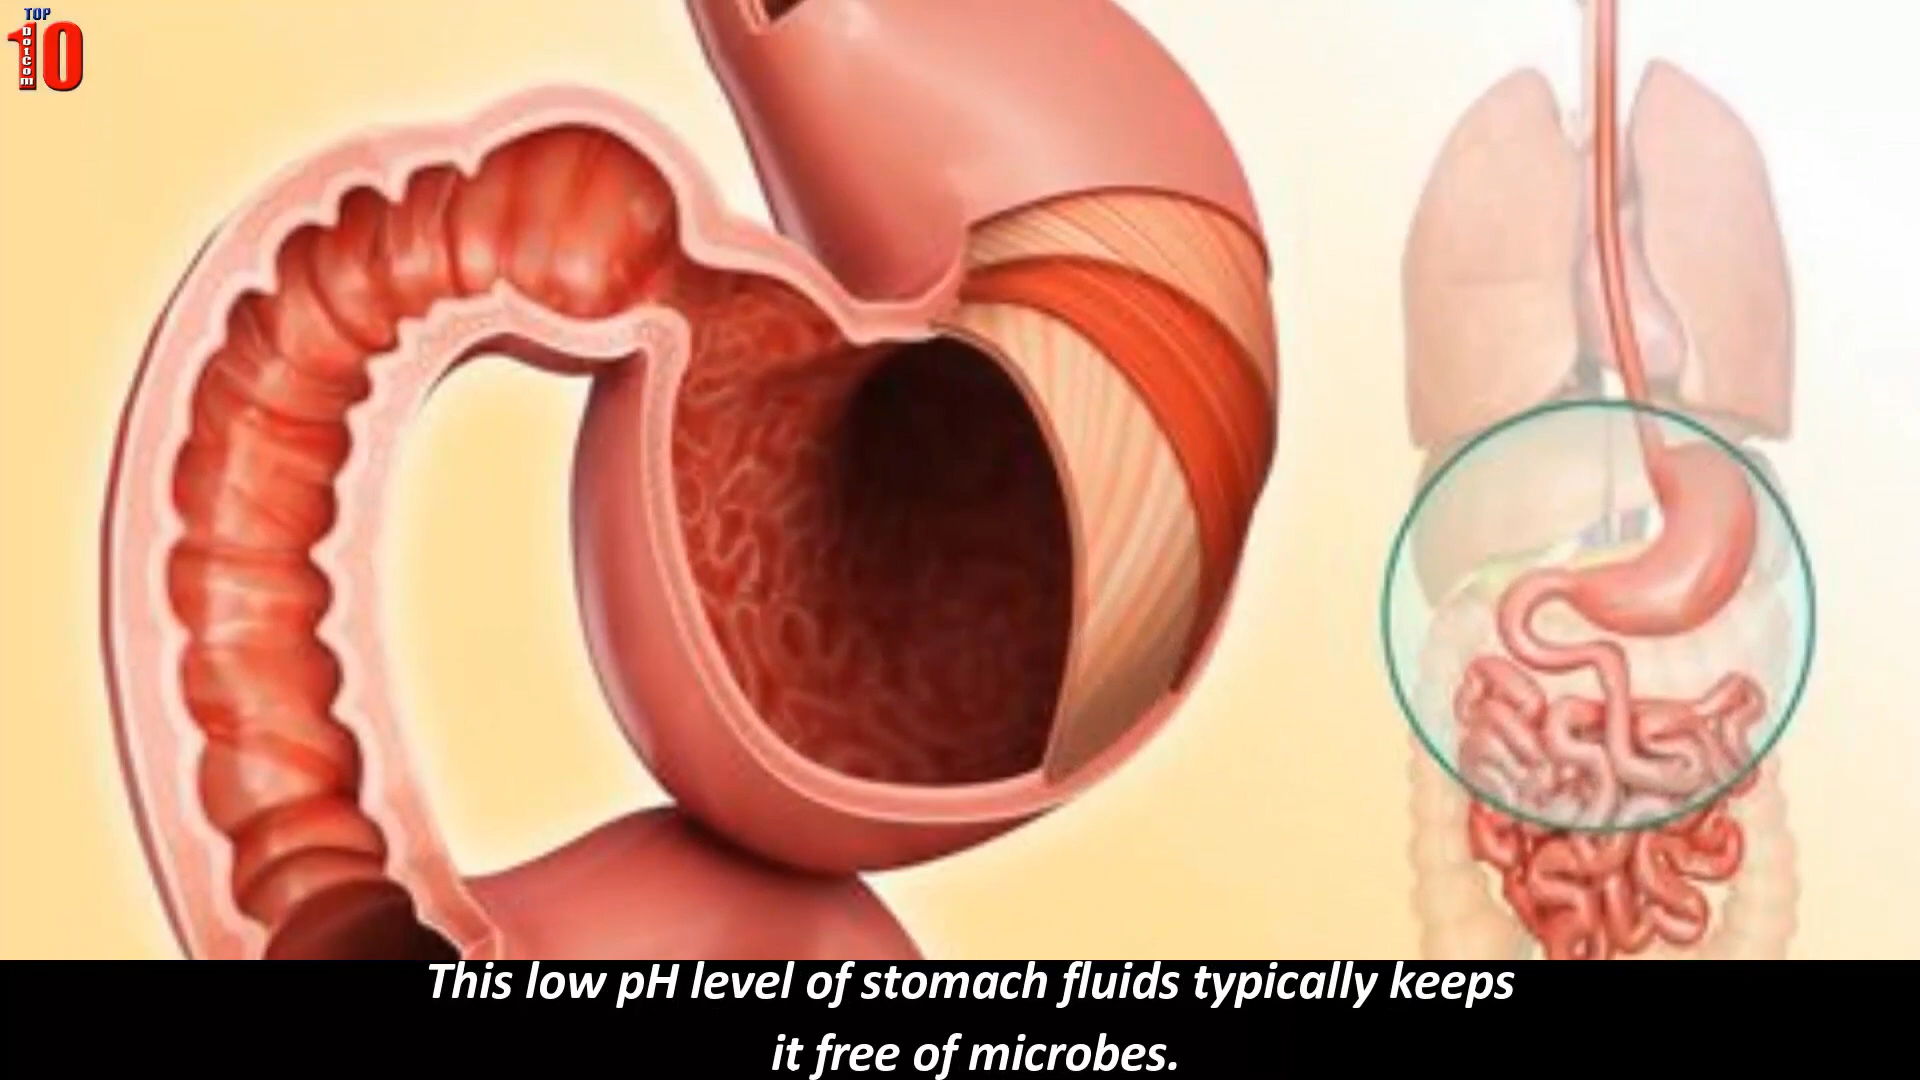 TOP
10
Dotcom
This low pH level of stomach fluids typically keeps
it free of microbes.